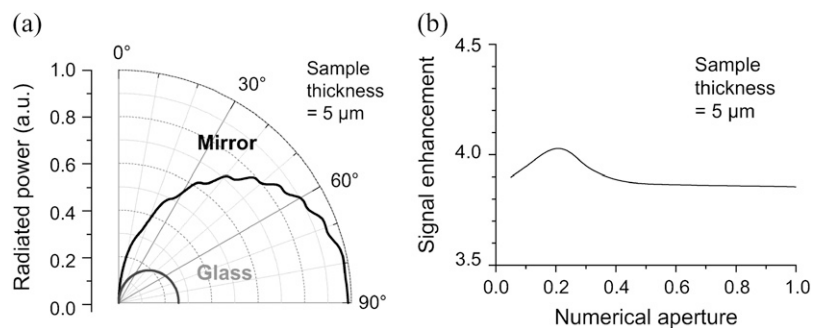 (a)
Radiated power (a.u.)
1.0
0.8
0.6
0.4
0.2
0.0
0°
30°
60°
90°
Sample
thickness
= 5 µm
Mirror
Glass
(b)
Signal enhancement
4.5
4.0
3.5
Sample
thickness
= 5 µm
0.0 0.2 0.4 0.6 0.8 1.0
Numerical aperture